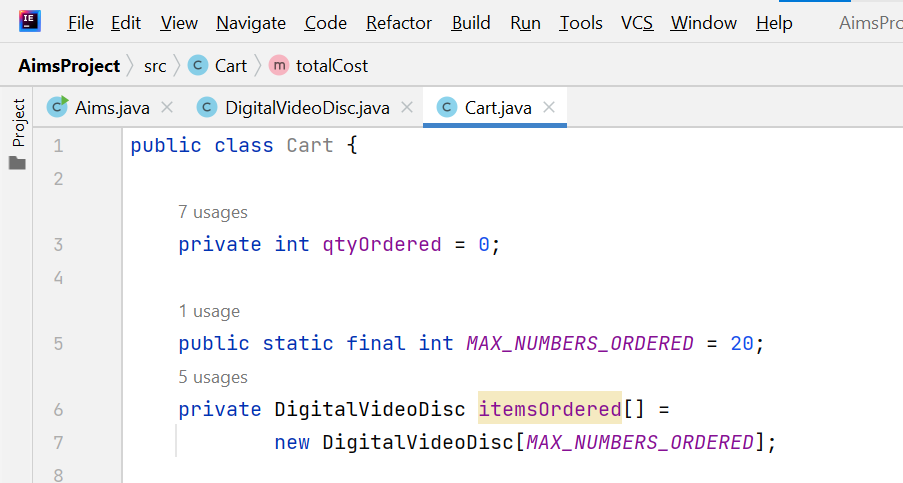 IE
File Edit View Navigate Code Refactor Build Run Tools VCS Window Help AimsPro
AimsProject src C Cart m totalCost
Project
C Aims.java C DigitalVideoDisc.java C Cart.java
1 public class Cart {
2
7 usages
3 private int qtyOrdered = 0;
4
1 usage
5 public static final int MAX_NUMBERS_ORDERED = 20;
5 usages
6 private DigitalVideoDisc itemsOrdered[] =
7 new DigitalVideoDisc[MAX_NUMBERS_ORDERED];
8